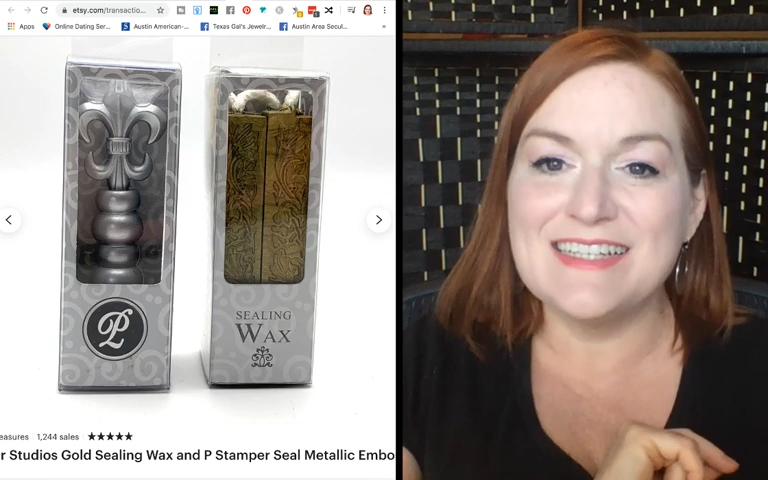 etsy.com/transactio...
Apps
Online Dating Ser...
Austin American-...
Texas Gal's Jewelr...
Austin Area Secul...
»
P
SEALING
WAX
easures 1,244 sales ★★★★★
r Studios Gold Sealing Wax and P Stamper Seal Metallic Embo